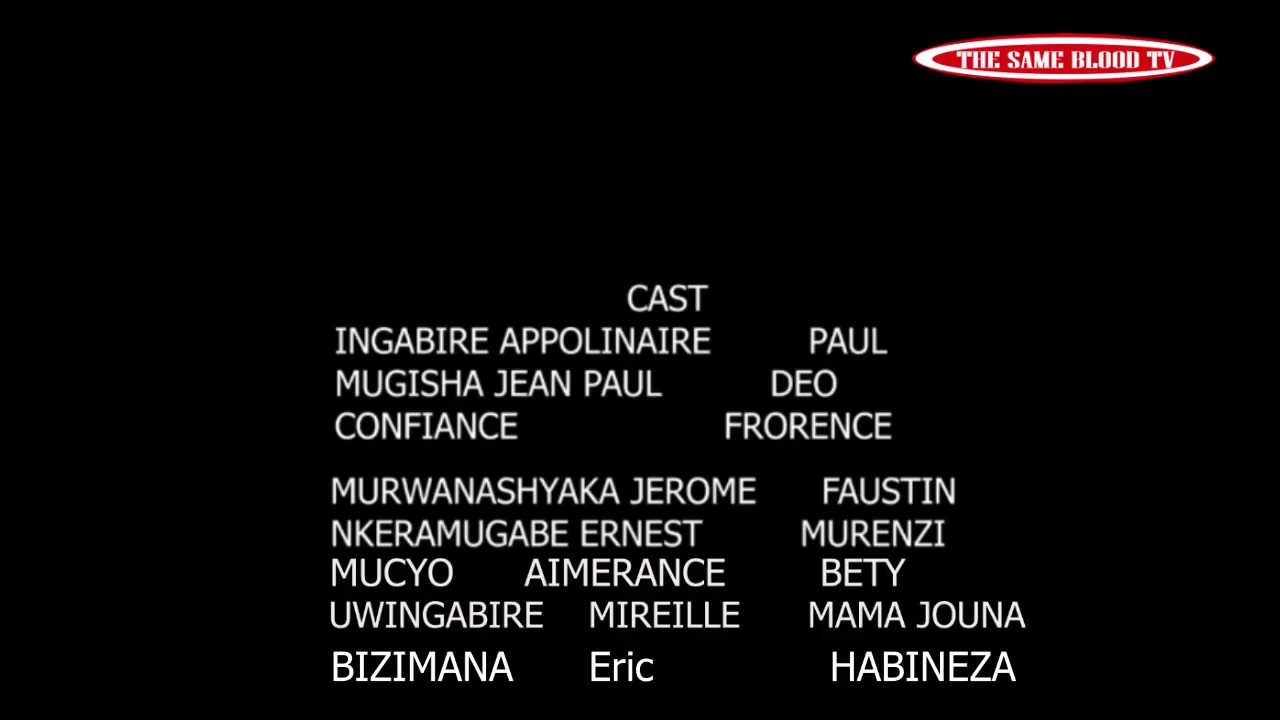 THE SAME BLOOD TV
CAST
INGABIRE APPOLINAIRE PAUL
MUGISHA JEAN PAUL DEO
CONFIANCE FRORENCE
MURWANASHYAKA JEROME FAUSTIN
NKERAMUGABE ERNEST MURENZI
MUCYO AIMERANCE BETY
UWINGABIRE MIREILLE MAMA JOUNA
BIZIMANA Eric HABINEZA